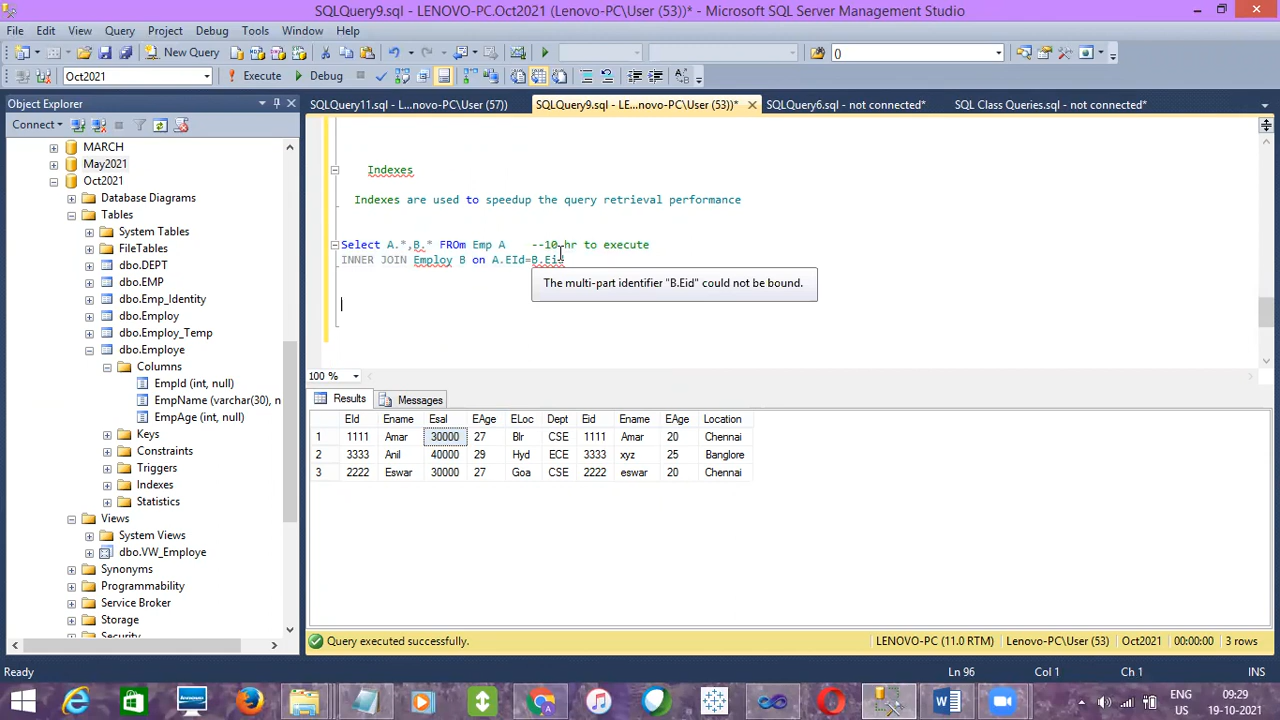 SQLQuery9.sql - LENOVO-PC.Oct2021 (Lenovo-PC\User (53))* - Microsoft SQL Server Management Studio
File Edit View Query Project Debug Tools Window Help
New Query ()
Oct2021 Execute Debug
Object Explorer
SQLQuery11.sql - L...novo-PC\User (57)) SQLQuery9.sql - LE...novo-PC\User (53))* SQLQuery6.sql - not connected* SQL Class Queries.sql - not connected*
Connect
MARCH
May2021
Oct2021
Database Diagrams
Tables
System Tables
FileTables
dbo.DEPT
dbo.EMP
dbo.Emp_Identity
dbo.Employ
dbo.Employ_Temp
dbo.Employe
Columns
EmpId (int, null)
EmpName (varchar(30), n
EmpAge (int, null)
Keys
Constraints
Triggers
Indexes
Statistics
Views
System Views
dbo.VW_Employe
Synonyms
Programmability
Service Broker
Storage
Security
Indexes
Indexes are used to speedup the query retrieval performance
Select A.*,B.* FROm Emp A --10 hr to execute
INNER JOIN Employ B on A.EId=B.Eid
The multi-part identifier "B.Eid" could not be bound.
100 %
Results Messages
EId Ename Esal EAge ELoc Dept Eid Ename EAge Location
1 1111 Amar 30000 27 Blr CSE 1111 Amar 20 Chennai
2 3333 Anil 40000 29 Hyd ECE 3333 xyz 25 Banglore
3 2222 Eswar 30000 27 Goa CSE 2222 eswar 20 Chennai
Query executed successfully. LENOVO-PC (11.0 RTM) Lenovo-PC\User (53) Oct2021 00:00:00 3 rows
Ready Ln 96 Col 1 Ch 1 INS
ENG 09:29
US 19-10-2021